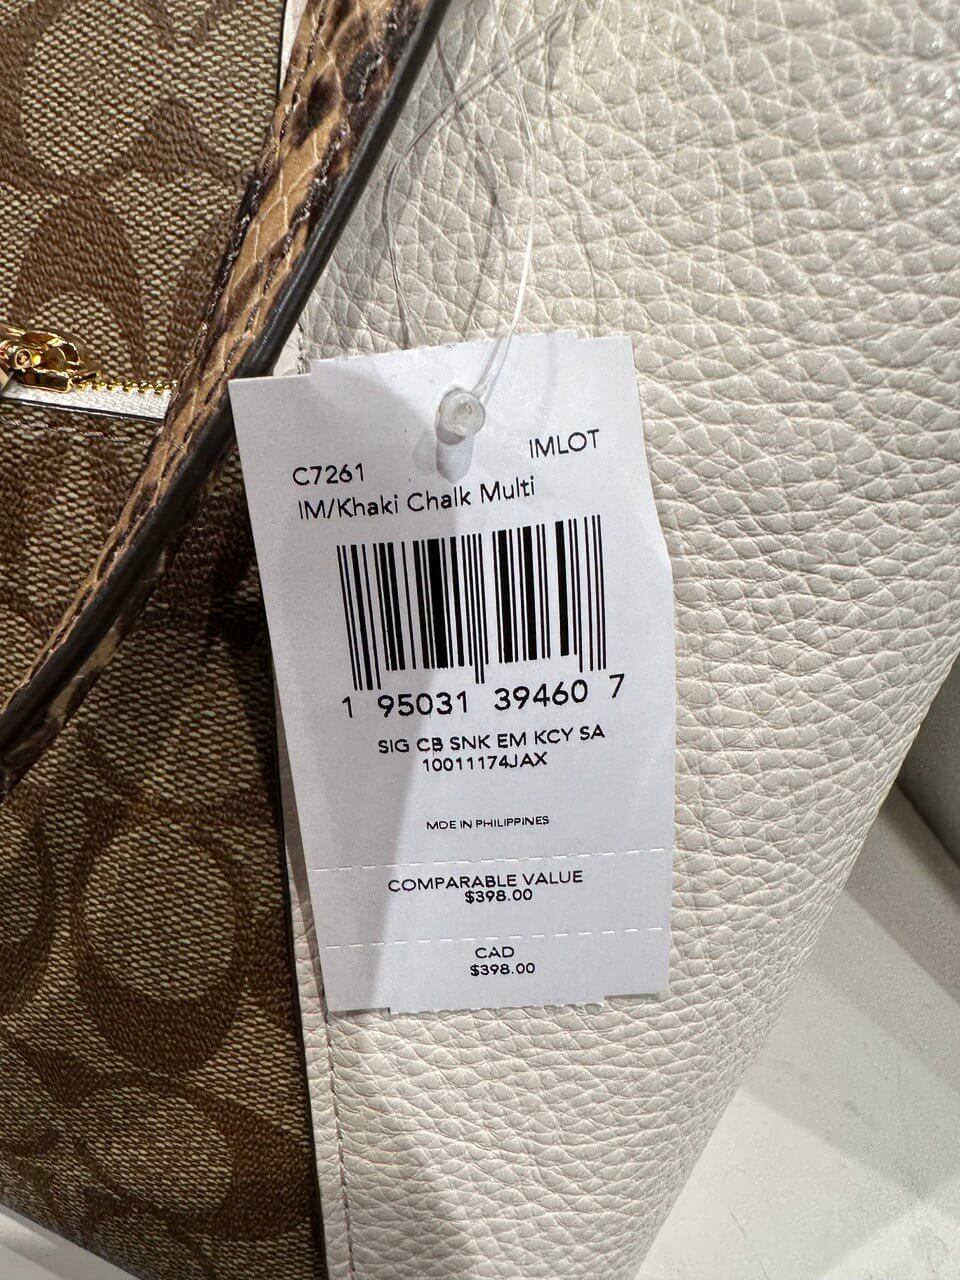 IMLOT
C7261
IM/Khaki Chalk Multi
1 95031 39460 7
SIG CB SNK EM KCY SA
10011174JAX
MDE IN PHILIPPINES
COMPARABLE VALUE
$398.00
CAD
$398.00